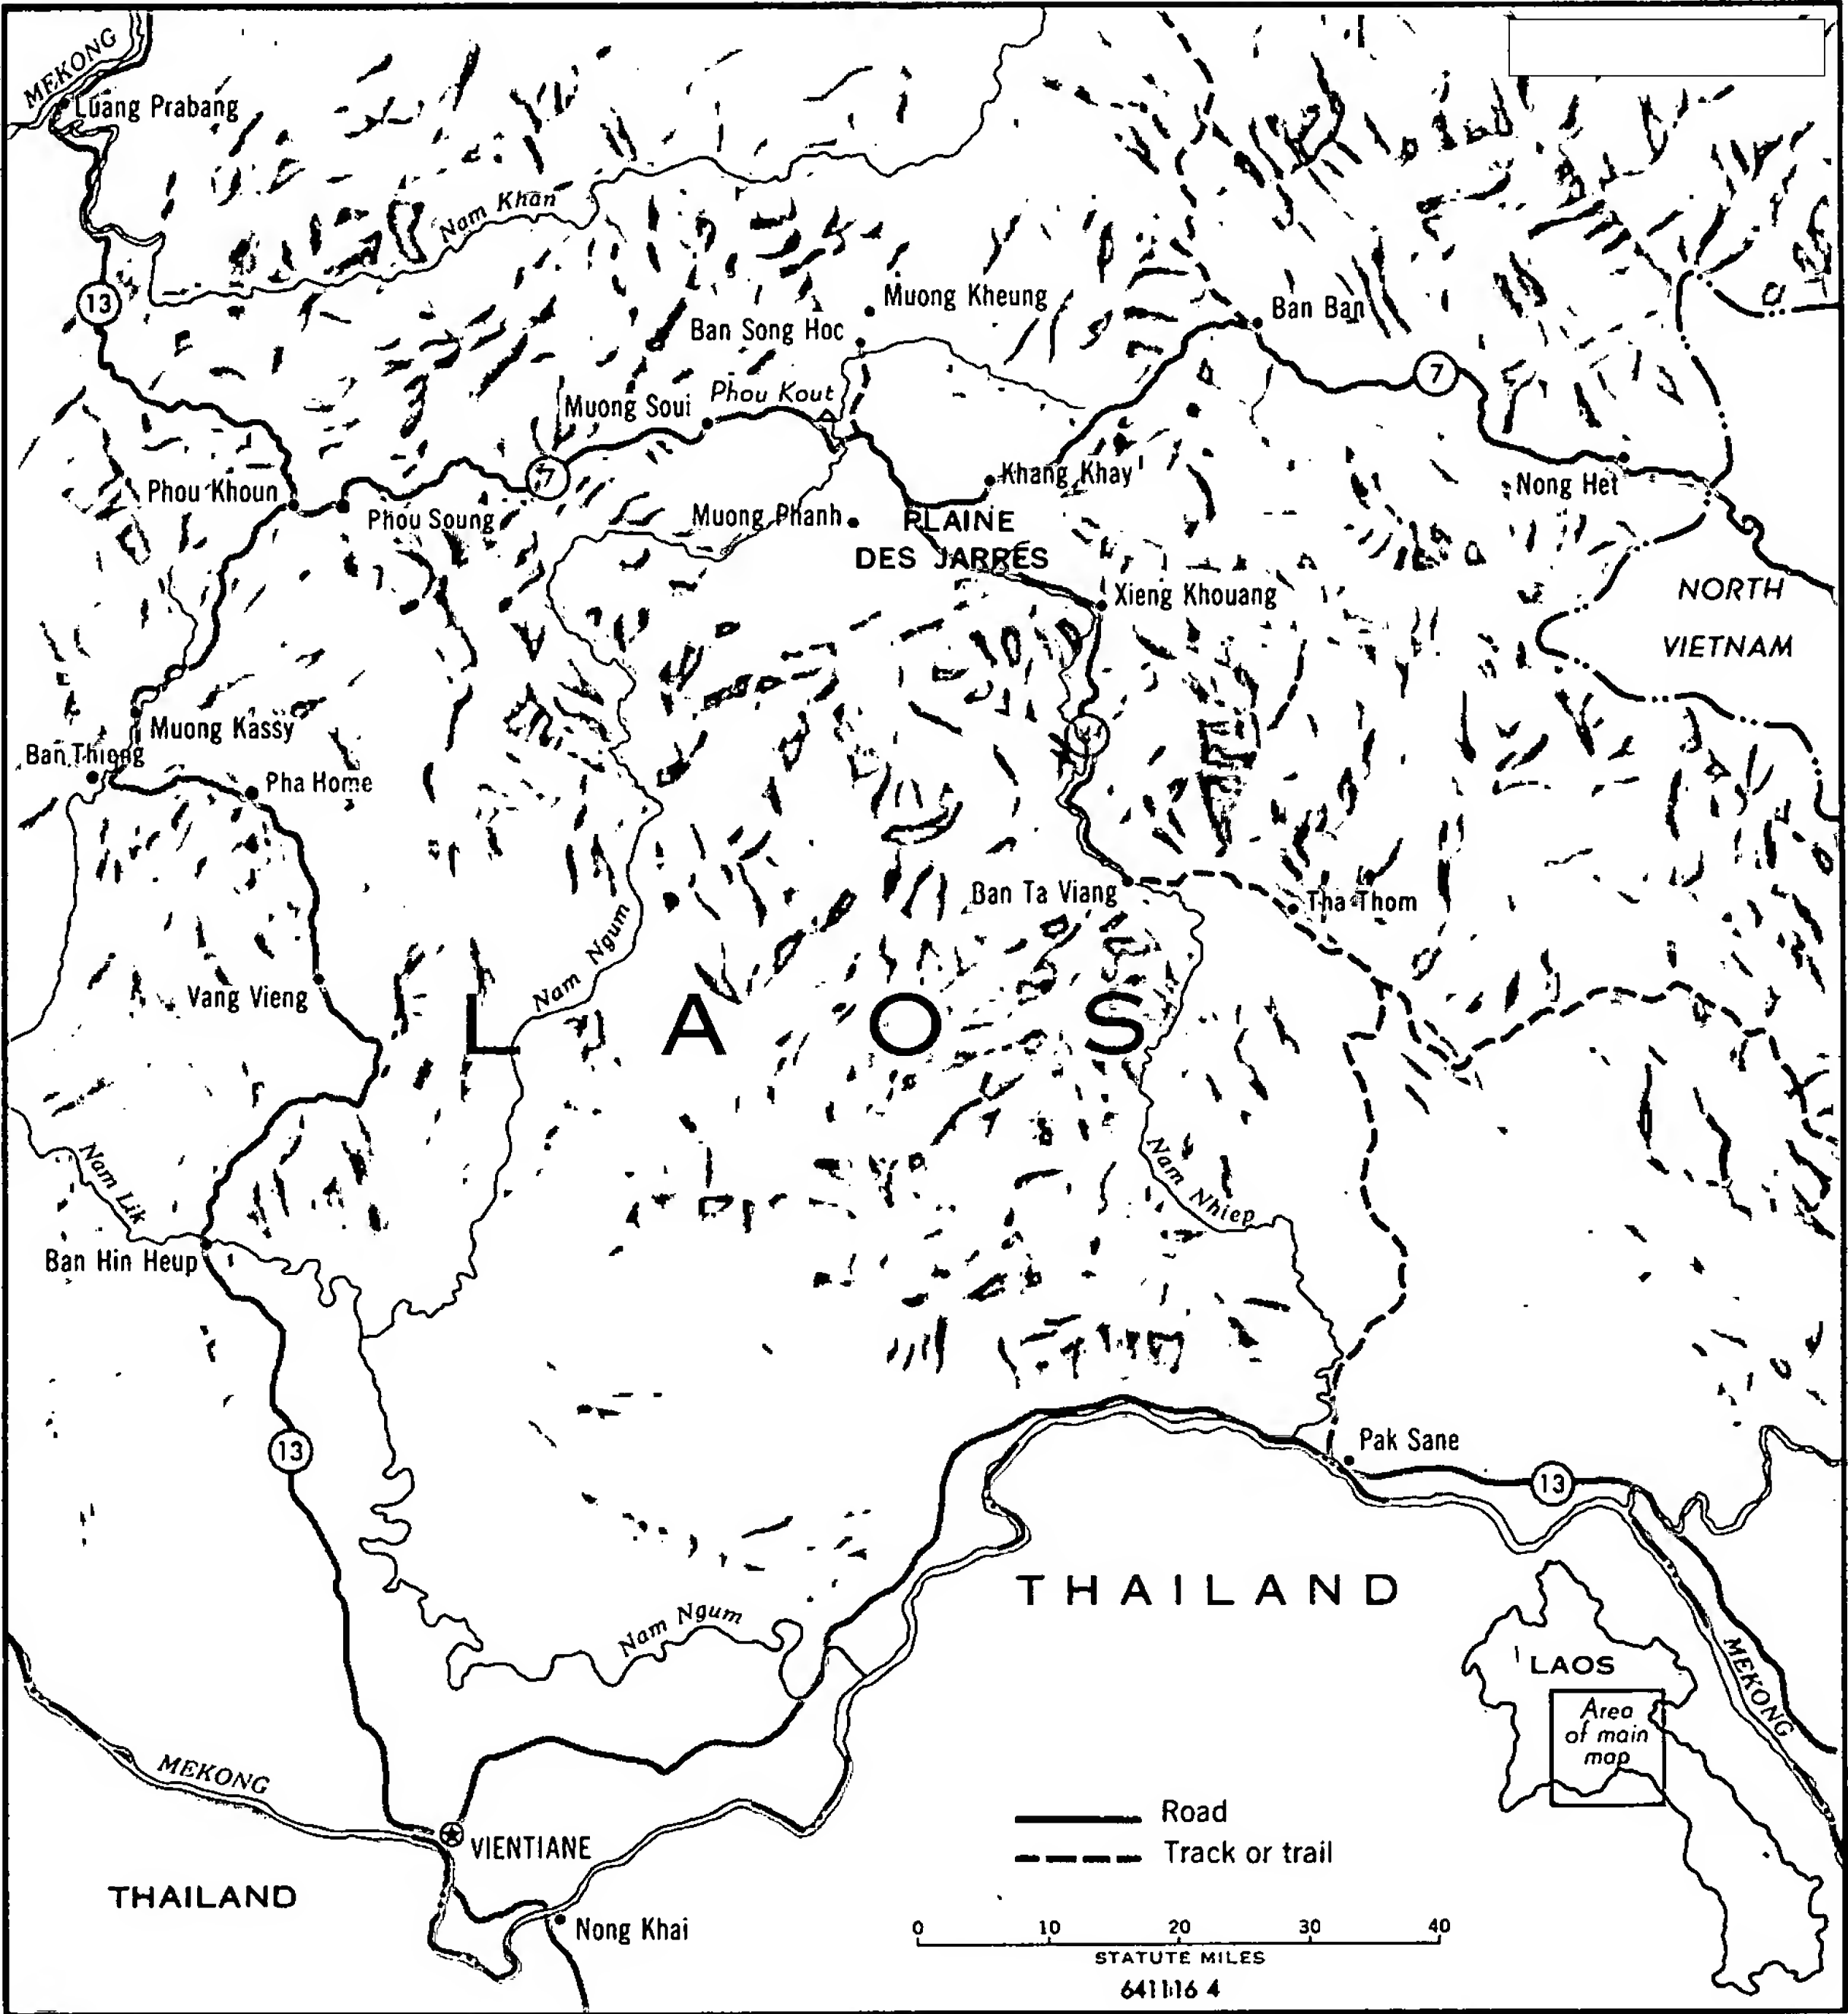 MEKONG
Luang Prabang
Nam Khan
13
Muong Kheung
Ban Song Hoc
Ban Ban
7
Phou Kout
Muong Soui
7
Khang Khay
Nong Het
Phou Khoun
Phou Soung
Muong Phanh
PLAINE
DES JARRES
Xieng Khouang
NORTH
VIETNAM
Muong Kassy
Ban Thieng
Pha Home
Ban Ta Viang
Tha Thom
Nam Ngum
Vang Vieng
LAOS
Nam Lik
Nam Nhiep
Ban Hin Heup
13
Pak Sane
13
THAILAND
Nam Ngum
MEKONG
LAOS
Area
of main
map
MEKONG
Road
VIENTIANE
Track or trail
THAILAND
Nong Khai
0 10 20 30 40
STATUTE MILES
641116 4